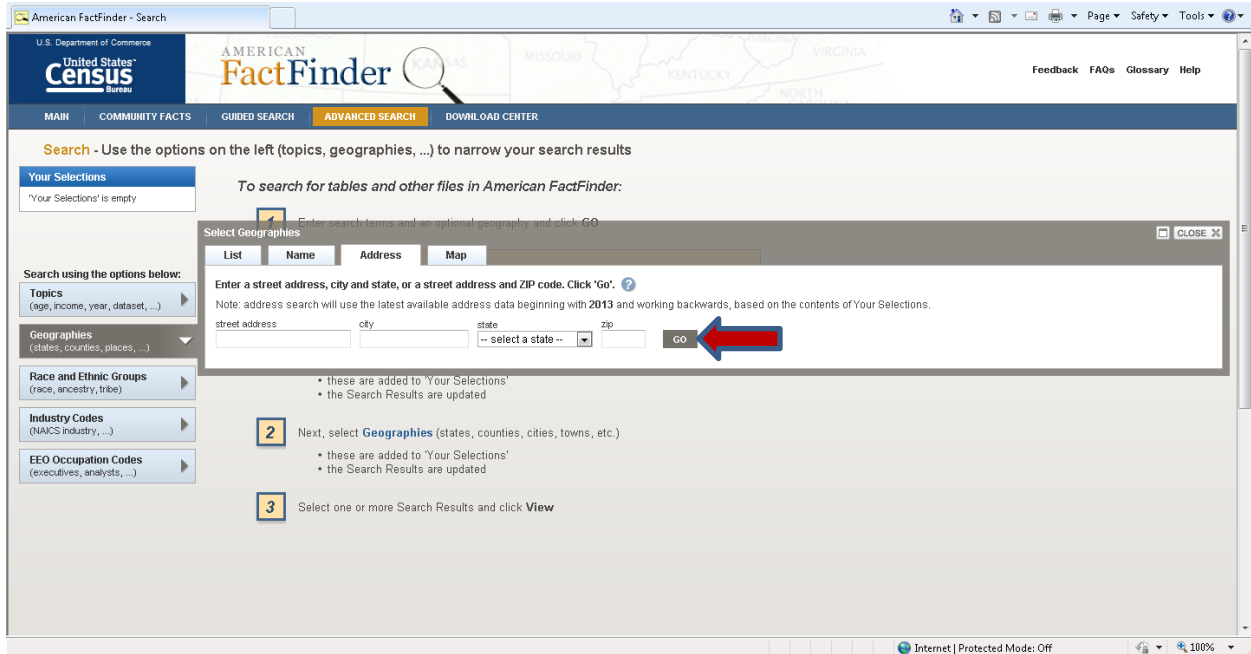 American FactFinder - Search
Page Safety Tools
U.S. Department of Commerce
United States™
Census
Bureau
AMERICAN
FactFinder
KANSAS
MISSOURI
KENTUCKY
VIRGINIA
NORTH
Feedback FAQs Glossary Help
MAIN COMMUNITY FACTS GUIDED SEARCH ADVANCED SEARCH DOWNLOAD CENTER
Search - Use the options on the left (topics, geographies, ...) to narrow your search results
Your Selections
'Your Selections' is empty
To search for tables and other files in American FactFinder:
1 Enter search terms and an optional geography and click GO
Select Geographies
CLOSE X
List Name Address Map
Enter a street address, city and state, or a street address and ZIP code. Click 'Go'. ?
Note: address search will use the latest available address data beginning with 2013 and working backwards, based on the contents of Your Selections.
street address city state zip
-- select a state -- GO
Search using the options below:
Topics
(age, income, year, dataset, ...)
Geographies
(states, counties, places, ...)
Race and Ethnic Groups
(race, ancestry, tribe)
Industry Codes
(NAICS industry, ...)
EEO Occupation Codes
(executives, analysts, ...)
• these are added to 'Your Selections'
• the Search Results are updated
2 Next, select Geographies (states, counties, cities, towns, etc.)
• these are added to 'Your Selections'
• the Search Results are updated
3 Select one or more Search Results and click View
Internet | Protected Mode: Off
100%